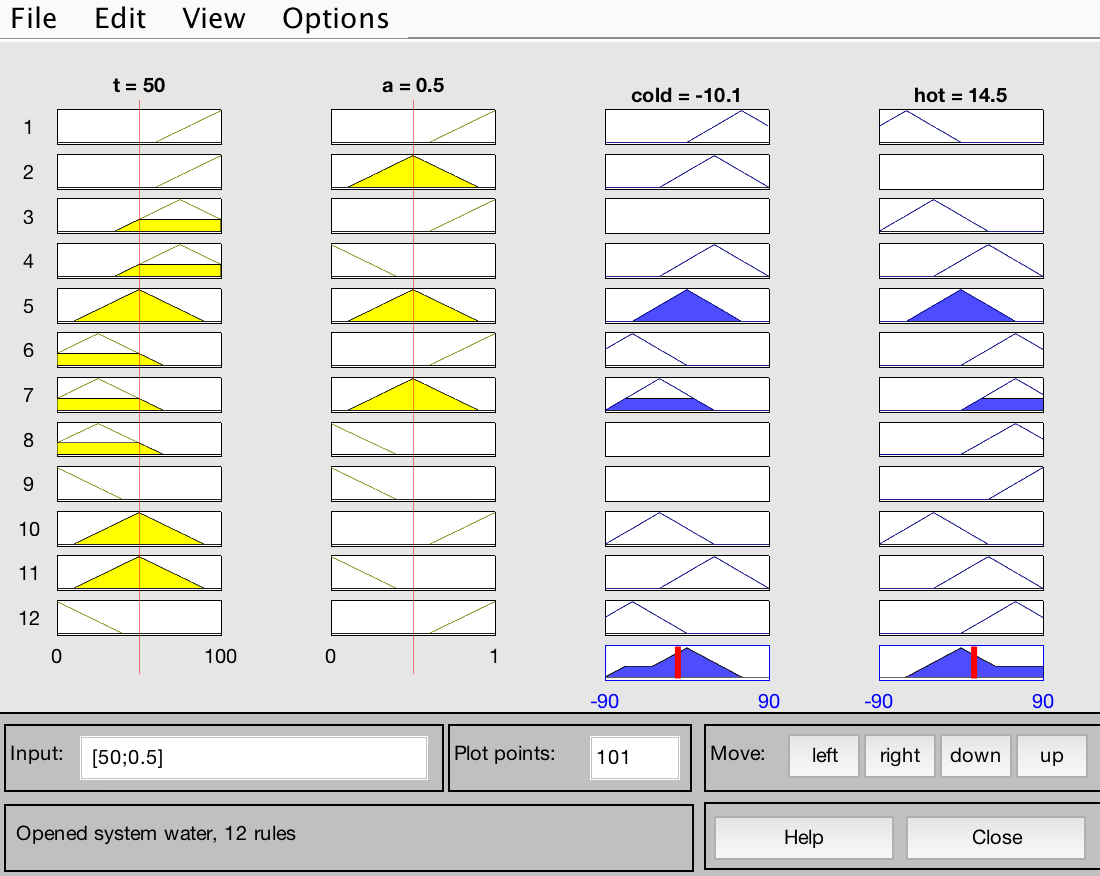 File Edit View Options
t = 50 a = 0.5 cold = -10.1 hot = 14.5
1
2
3
4
5
6
7
8
9
10
11
12
0 100 0 1
-90 90 -90 90
Input: [50;0.5] Plot points: 101 Move: left right down up
Opened system water, 12 rules Help Close